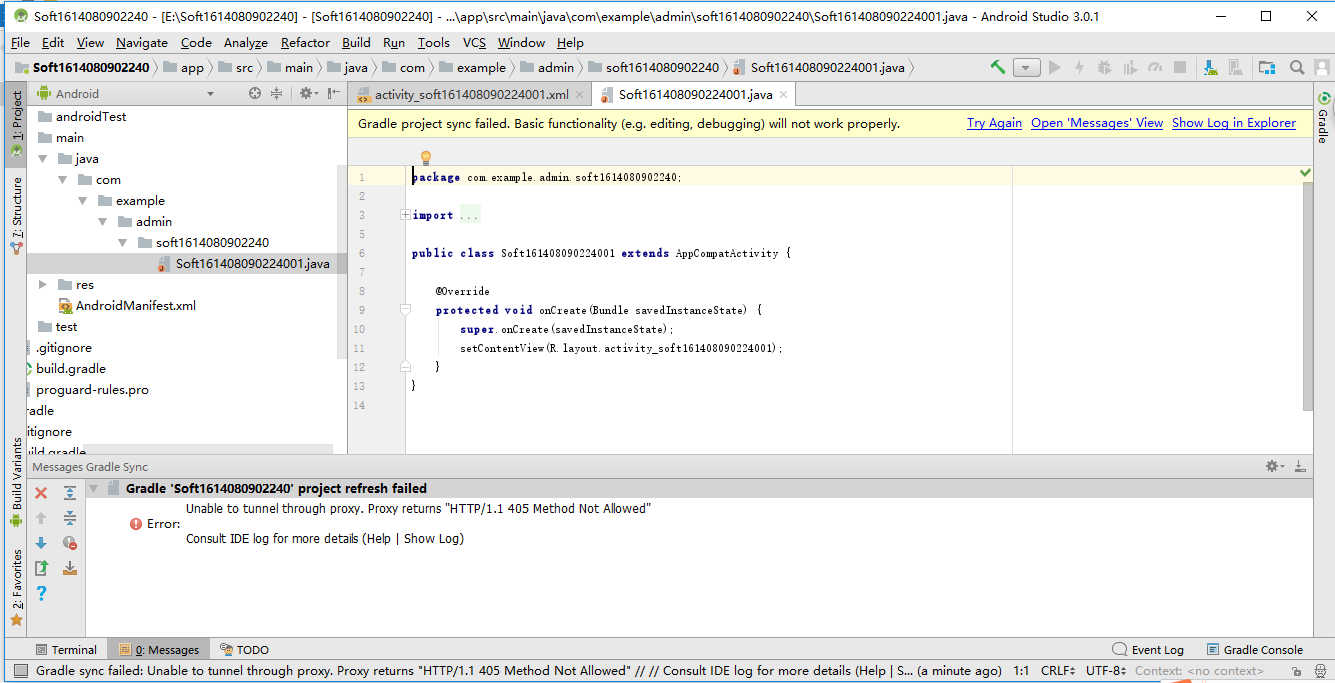 Soft1614080902240 - [E:\Soft1614080902240] - [Soft1614080902240] - ...\app\src\main\java\com\example\admin\soft1614080902240\Soft161408090224001.java - Android Studio 3.0.1
File Edit View Navigate Code Analyze Refactor Build Run Tools VCS Window Help
Soft1614080902240 app src main java com example admin soft1614080902240 Soft161408090224001.java
1: Project
7: Structure
Build Variants
2: Favorites
Android
androidTest
main
java
com
example
admin
soft1614080902240
Soft161408090224001.java
res
AndroidManifest.xml
test
.gitignore
build.gradle
proguard-rules.pro
radle
itignore
uild.gradle
activity_soft161408090224001.xml Soft161408090224001.java
Gradle project sync failed. Basic functionality (e.g. editing, debugging) will not work properly. Try Again Open 'Messages' View Show Log in Explorer
Gradle
1 package com.example.admin.soft1614080902240;
2
3 import ...
5
6 public class Soft161408090224001 extends AppCompatActivity {
7
8 @Override
9 protected void onCreate(Bundle savedInstanceState) {
10 super.onCreate(savedInstanceState);
11 setContentView(R.layout.activity_soft161408090224001);
12 }
13 }
14
Messages Gradle Sync
Gradle 'Soft1614080902240' project refresh failed
Unable to tunnel through proxy. Proxy returns "HTTP/1.1 405 Method Not Allowed"
Error:
Consult IDE log for more details (Help | Show Log)
Terminal 0: Messages TODO Event Log Gradle Console
Gradle sync failed: Unable to tunnel through proxy. Proxy returns "HTTP/1.1 405 Method Not Allowed" // // Consult IDE log for more details (Help | S... (a minute ago) 1:1 CRLF UTF-8 Context: <no context>